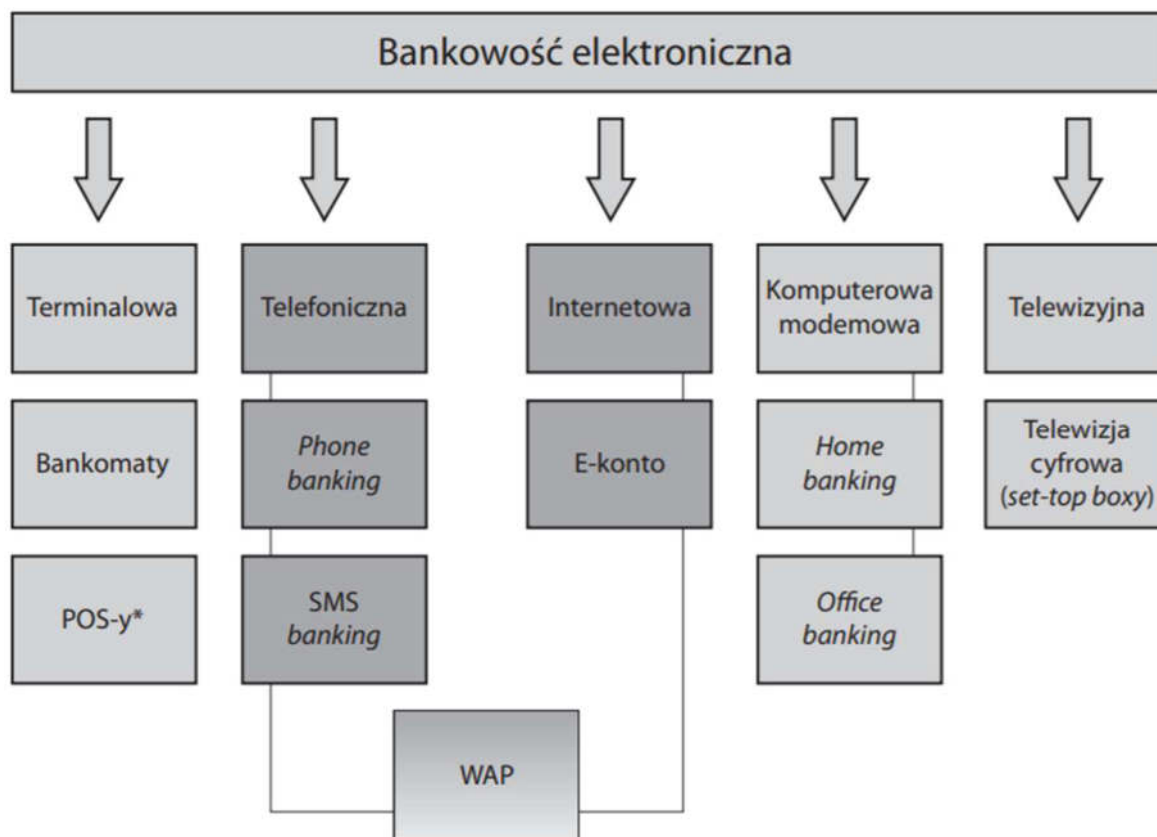 Bankowość elektroniczna
Terminalowa
Telefoniczna
Internetowa
Komputerowa
modemowa
Telewizyjna
Bankomaty
Phone
banking
E-konto
Home
banking
Telewizja
cyfrowa
(set-top boxy)
POS-y*
SMS
banking
Office
banking
WAP